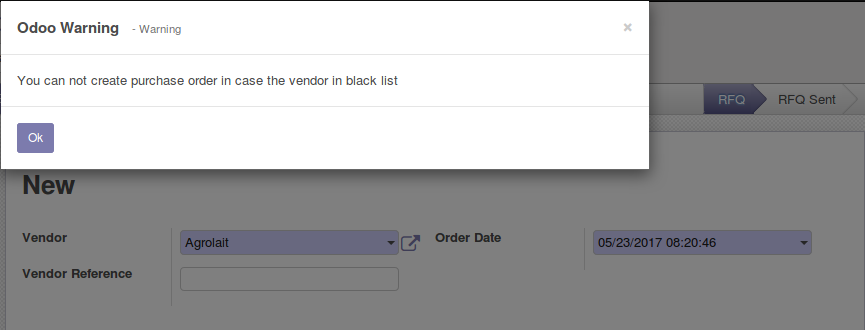 Odoo Warning - Warning ×
You can not create purchase order in case the vendor in black list
Ok
RFQ RFQ Sent
New
Vendor Agrolait Order Date 05/23/2017 08:20:46
Vendor Reference